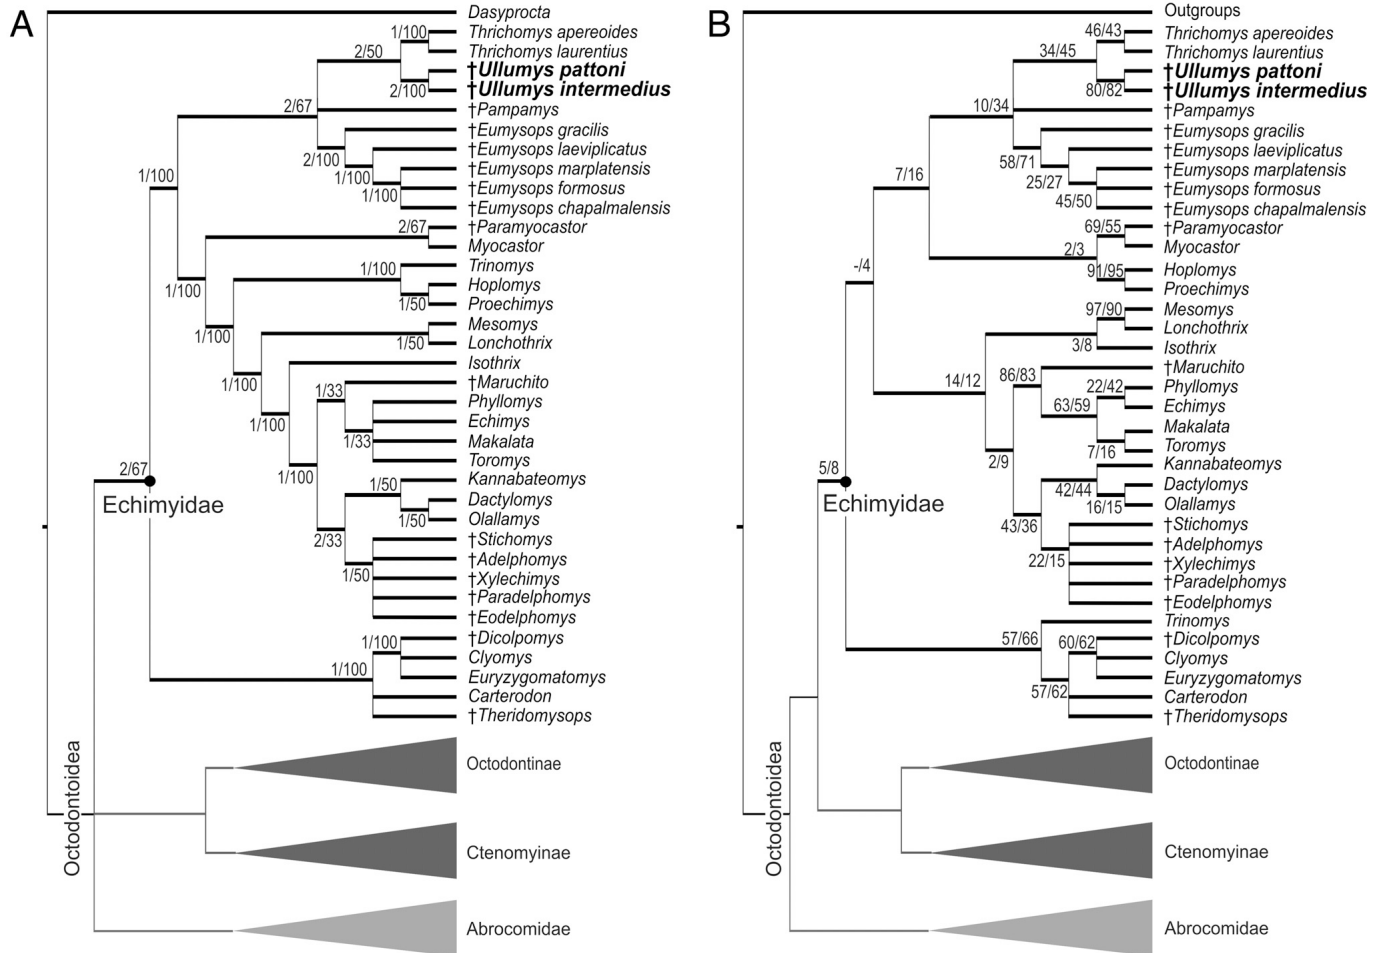 A
Dasyprocta
1/100
Thrichomys apereoides
2/50
Thrichomys laurentius
†Ullumys pattoni
2/100
†Ullumys intermedius
2/67
†Pampamys
†Eumysops gracilis
2/100
†Eumysops laeviplicatus
1/100
†Eumysops marplatensis
1/100
†Eumysops formosus
†Eumysops chapalmalensis
1/100
2/67
†Paramyocastor
Myocastor
1/100
1/100
Trinomys
Hoplomys
1/50
Proechimys
1/100
Mesomys
1/50
Lonchothrix
1/100
Isothrix
1/100
1/33
†Maruchito
Phyllomys
Echimys
1/33
Makalata
Toromys
1/100
1/50
Kannabateomys
Dactylomys
1/50
Olallamys
2/33
†Stichomys
†Adelphomys
1/50
†Xylechimys
†Paradelphomys
†Eodelphomys
2/67
Echimyidae
1/100
†Dicolpomys
1/100
Clyomys
Euryzygomatomys
Carterodon
†Theridomysops
Octodontoidea
Octodontinae
Ctenomyinae
Abrocomidae
B
Outgroups
46/43
Thrichomys apereoides
34/45
Thrichomys laurentius
†Ullumys pattoni
80/82
†Ullumys intermedius
10/34
†Pampamys
†Eumysops gracilis
58/71
†Eumysops laeviplicatus
25/27
†Eumysops marplatensis
†Eumysops formosus
45/50
†Eumysops chapalmalensis
7/16
69/55
†Paramyocastor
2/3
Myocastor
91/95
Hoplomys
Proechimys
-/4
97/90
Mesomys
Lonchothrix
3/8
Isothrix
14/12
86/83
†Maruchito
22/42
Phyllomys
63/59
Echimys
Makalata
7/16
Toromys
2/9
Kannabateomys
42/44
Dactylomys
16/15
Olallamys
43/36
†Stichomys
†Adelphomys
22/15
†Xylechimys
†Paradelphomys
†Eodelphomys
5/8
Echimyidae
57/66
Trinomys
60/62
†Dicolpomys
Clyomys
Euryzygomatomys
57/62
Carterodon
†Theridomysops
Octodontoidea
Octodontinae
Ctenomyinae
Abrocomidae